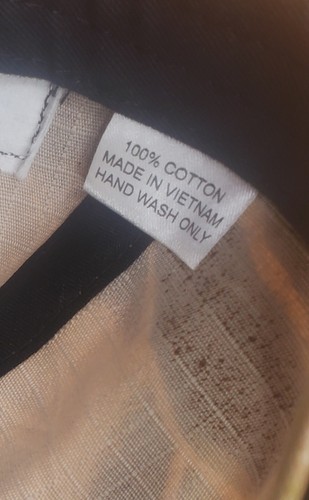 100% COTTON
MADE IN VIETNAM
HAND WASH ONLY